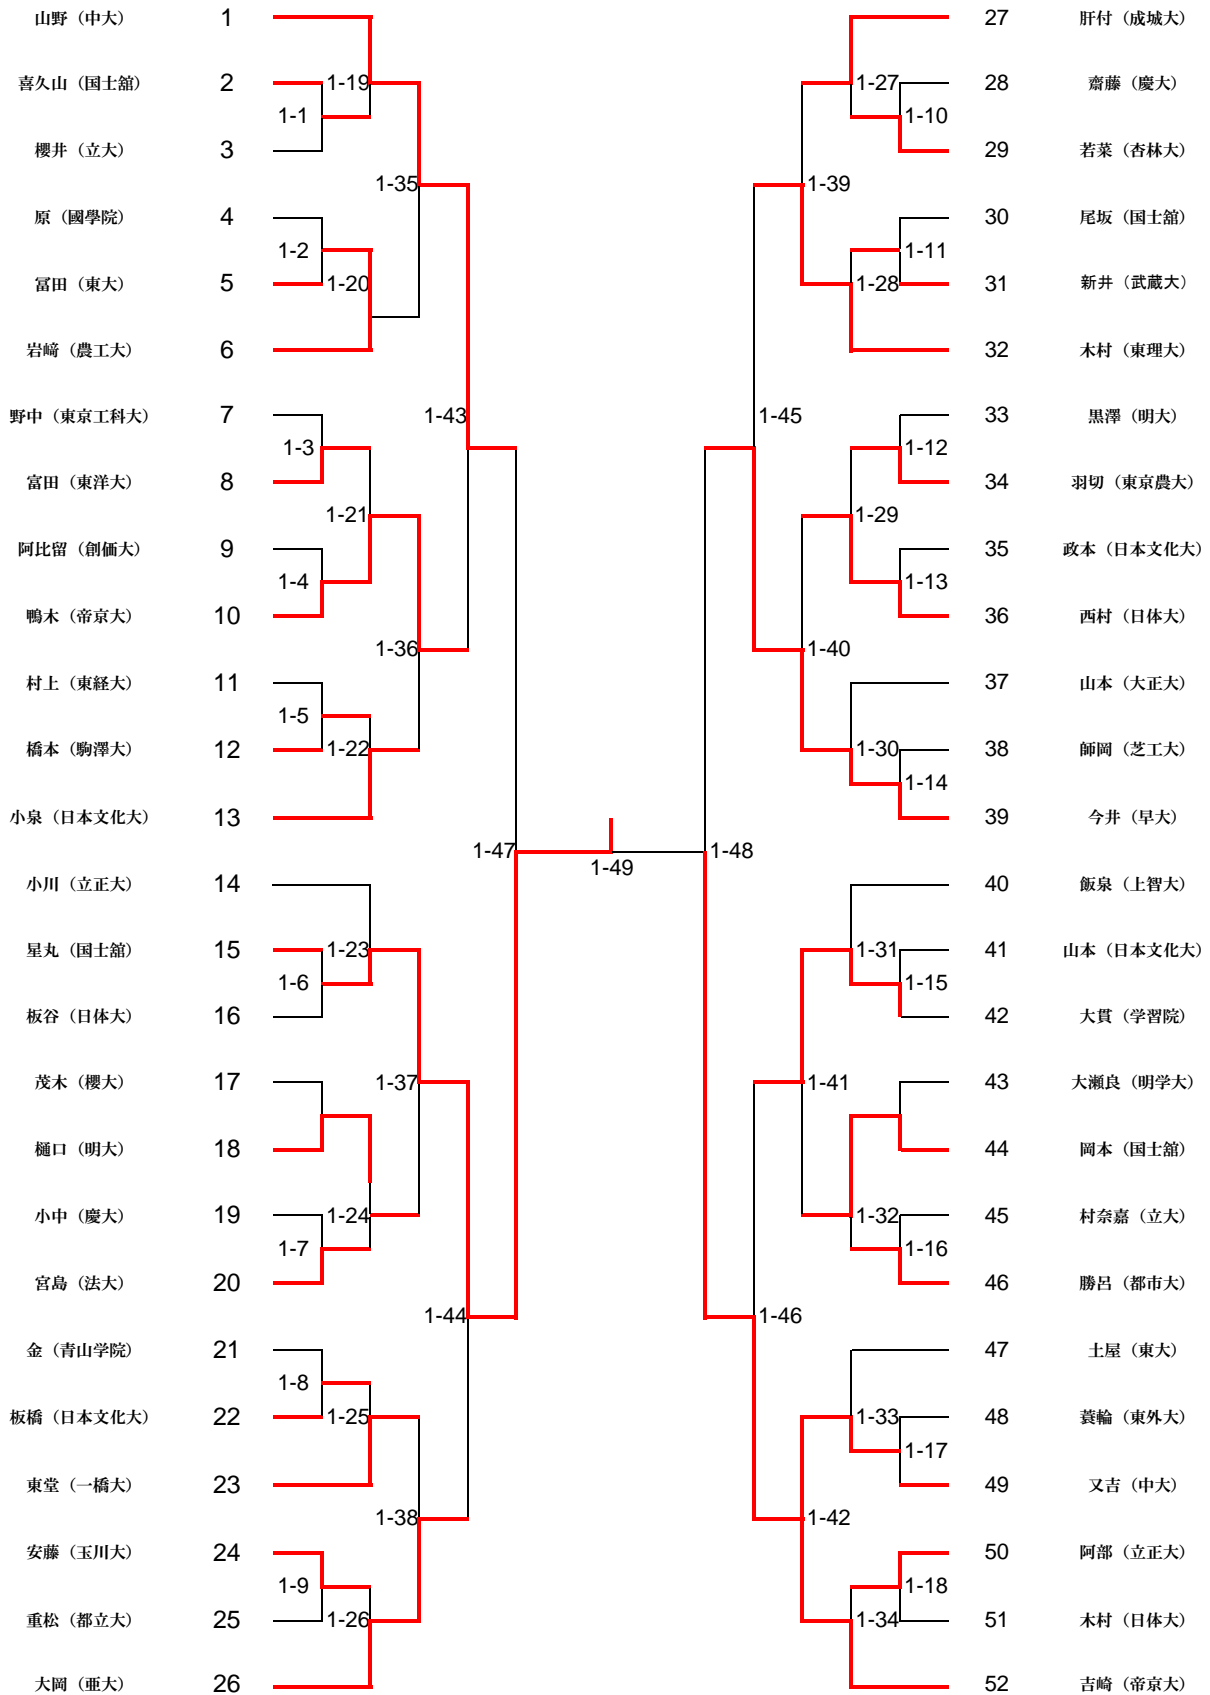 山野（中大） 1
喜久山（国士舘） 2
櫻井（立大） 3
原（國學院） 4
冨田（東大） 5
岩﨑（農工大） 6
野中（東京工科大） 7
富田（東洋大） 8
阿比留（創価大） 9
鴨木（帝京大） 10
村上（東経大） 11
橋本（駒澤大） 12
小泉（日本文化大） 13
小川（立正大） 14
星丸（国士舘） 15
板谷（日体大） 16
茂木（櫻大） 17
樋口（明大） 18
小中（慶大） 19
宮島（法大） 20
金（青山学院） 21
板橋（日本文化大） 22
東堂（一橋大） 23
安藤（玉川大） 24
重松（都立大） 25
大岡（亜大） 26
1-1
1-2
1-3
1-4
1-5
1-6
1-7
1-8
1-9
1-19
1-20
1-21
1-22
1-23
1-24
1-25
1-26
1-35
1-36
1-37
1-38
1-43
1-44
1-47
1-49
1-48
1-45
1-46
1-39
1-40
1-41
1-42
1-27
1-28
1-29
1-30
1-31
1-32
1-33
1-34
1-10
1-11
1-12
1-13
1-14
1-15
1-16
1-17
1-18
27 肝付（成城大）
28 齋藤（慶大）
29 若菜（杏林大）
30 尾坂（国士舘）
31 新井（武蔵大）
32 木村（東理大）
33 黒澤（明大）
34 羽切（東京農大）
35 政本（日本文化大）
36 西村（日体大）
37 山本（大正大）
38 師岡（芝工大）
39 今井（早大）
40 飯泉（上智大）
41 山本（日本文化大）
42 大貫（学習院）
43 大瀬良（明学大）
44 岡本（国士舘）
45 村奈嘉（立大）
46 勝呂（都市大）
47 土屋（東大）
48 蓑輪（東外大）
49 又吉（中大）
50 阿部（立正大）
51 木村（日体大）
52 吉崎（帝京大）